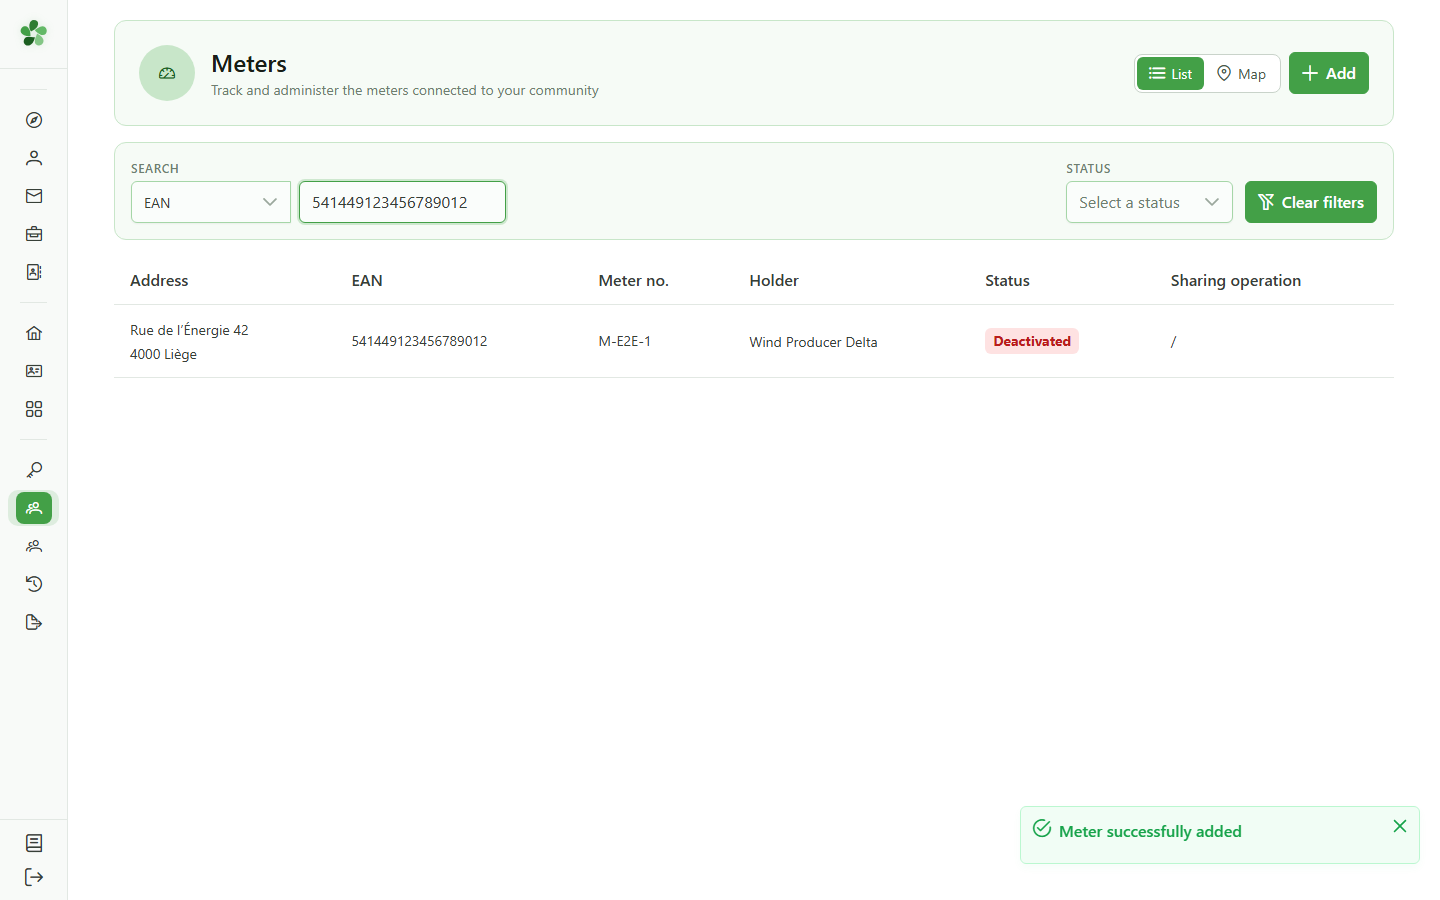 Meters
Track and administer the meters connected to your community
List
Map
Add
SEARCH
EAN
541449123456789012
STATUS
Select a status
Clear filters
Address
EAN
Meter no.
Holder
Status
Sharing operation
Rue de l'Énergie 42
4000 Liège
541449123456789012
M-E2E-1
Wind Producer Delta
Deactivated
/
Meter successfully added